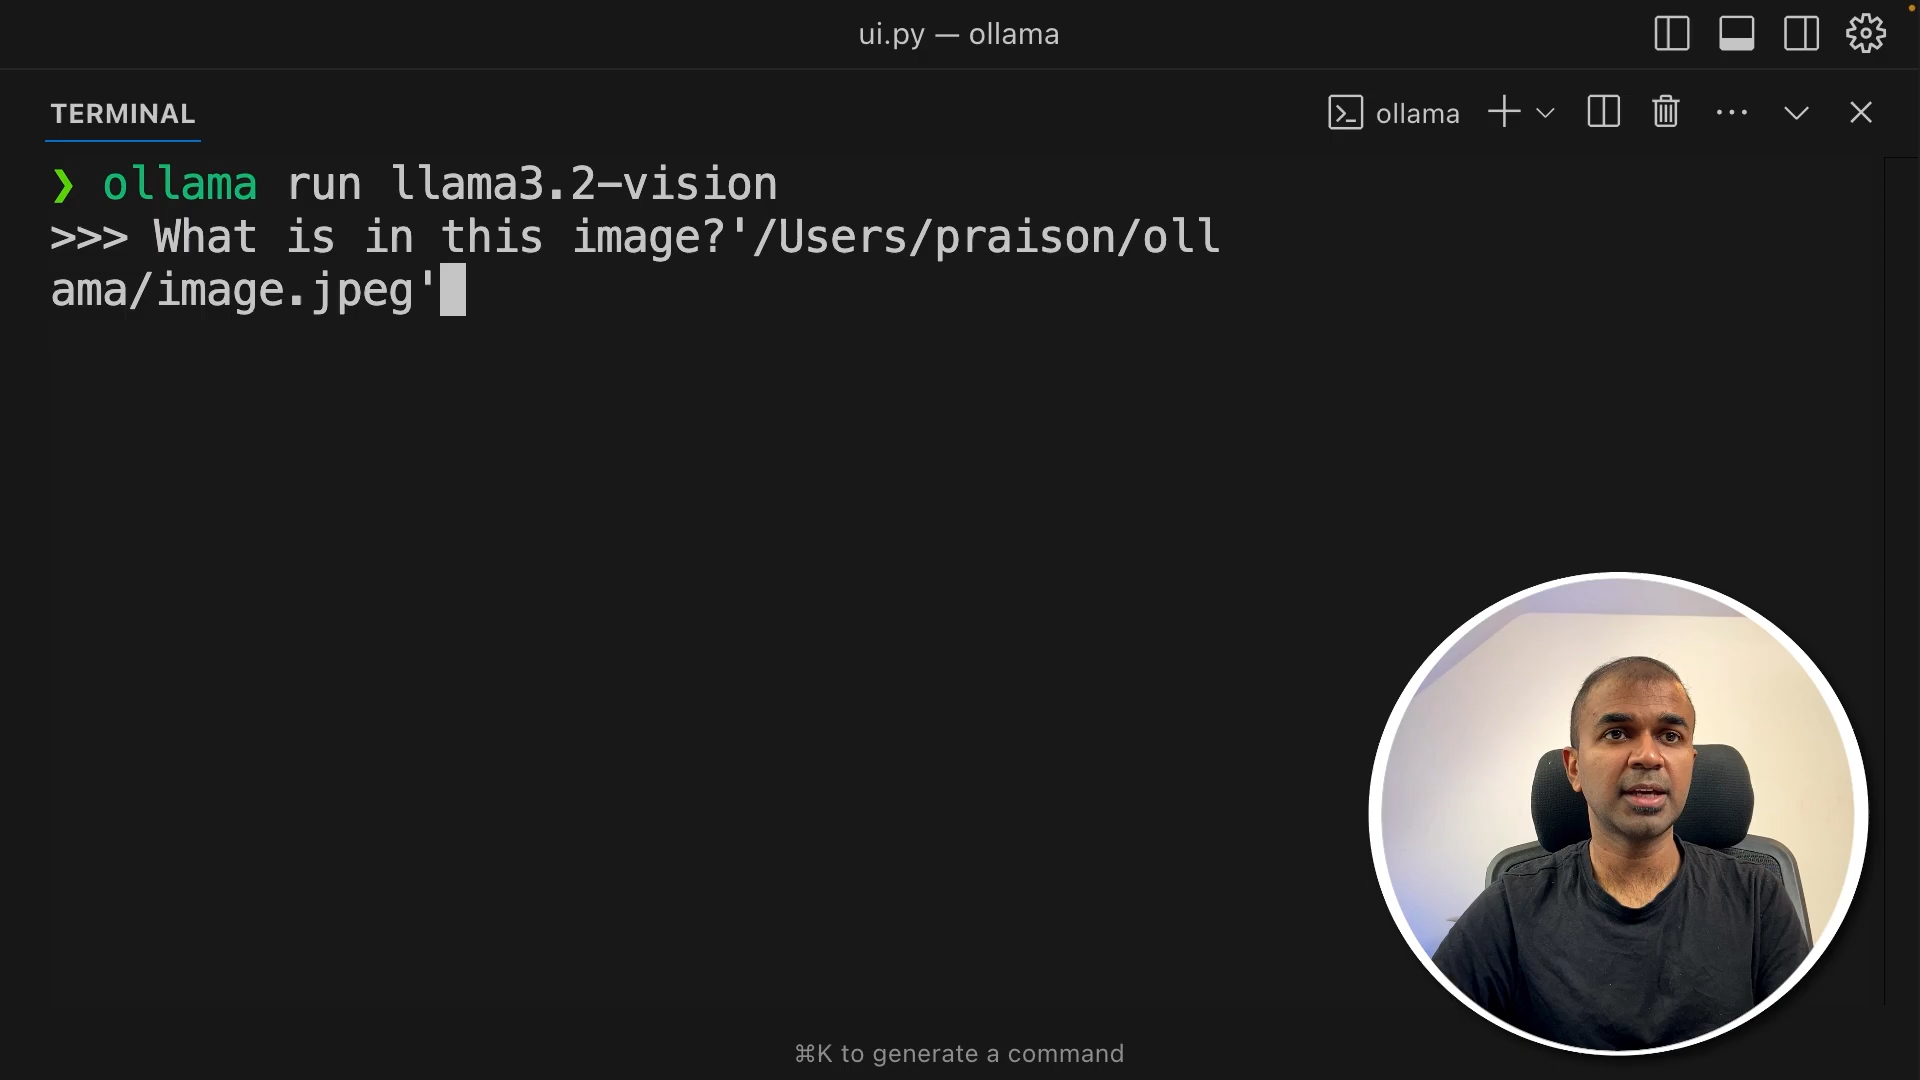 ui.py — ollama
TERMINAL
ollama
❯ ollama run llama3.2-vision
>>> What is in this image?'/Users/praison/oll
ama/image.jpeg'
⌘K to generate a command